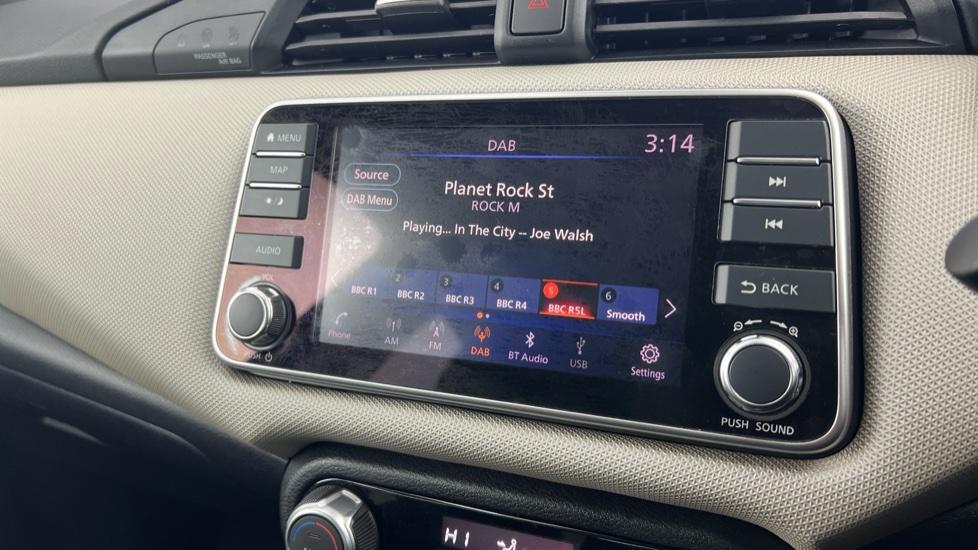 PASSENGER
AIR BAG
MENU
MAP
AUDIO
VOL
PUSH
DAB
3:14
Source
DAB Menu
Planet Rock St
ROCK M
Playing... In The City -- Joe Walsh
1 BBC R1
2 BBC R2
3 BBC R3
4 BBC R4
5 BBC R5L
6 Smooth
Phone
AM
FM
DAB
BT Audio
USB
Settings
BACK
PUSH SOUND
HI